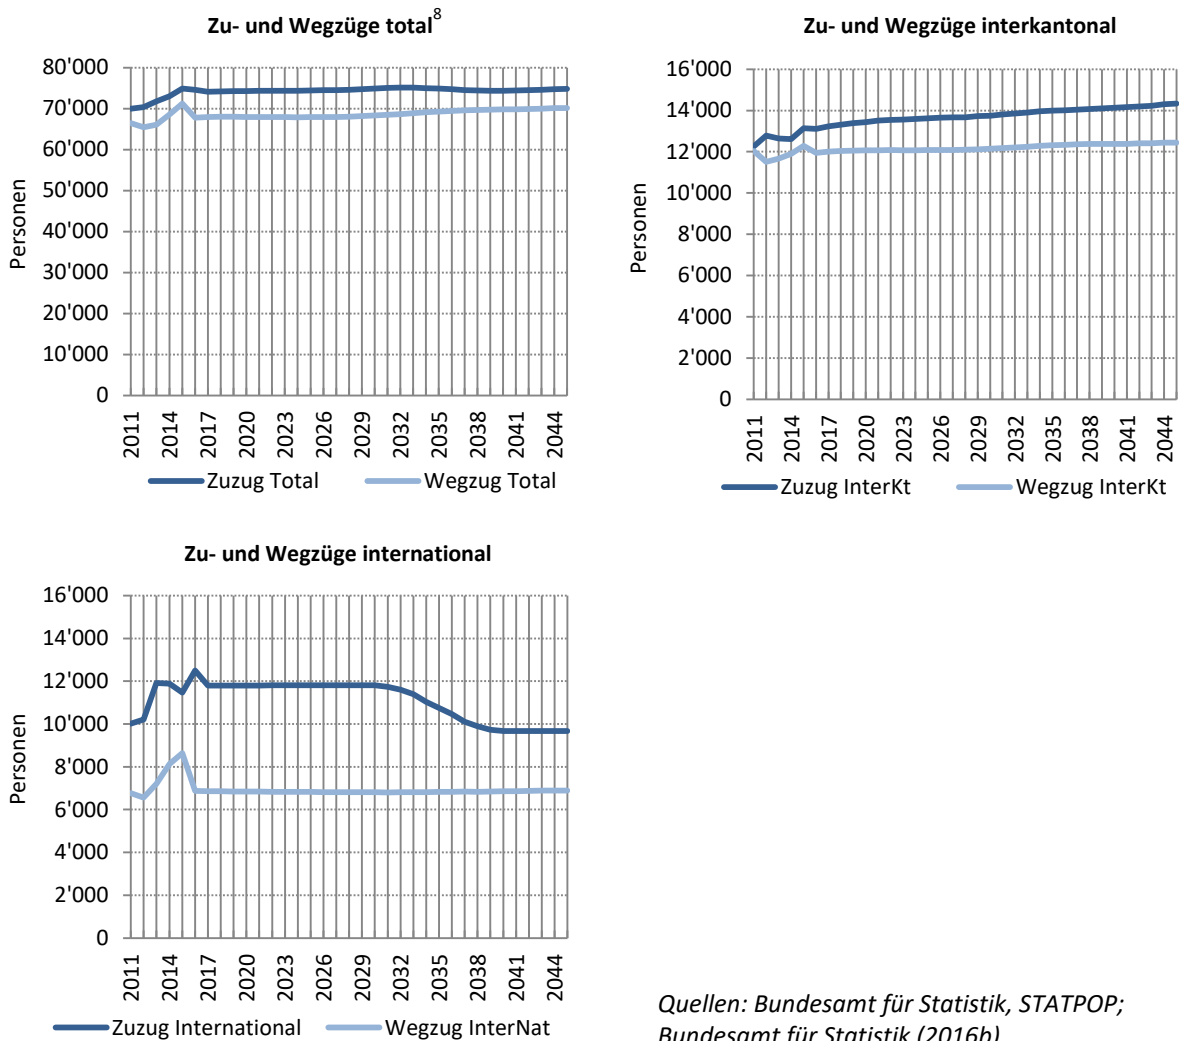 Zu- und Wegzüge total8
80'000
70'000
60'000
50'000
40'000
30'000
20'000
10'000
0
Personen
2011 2014 2017 2020 2023 2026 2029 2032 2035 2038 2041 2044
Zuzug Total Wegzug Total
Zu- und Wegzüge interkantonal
16'000
14'000
12'000
10'000
8'000
6'000
4'000
2'000
0
Personen
2011 2014 2017 2020 2023 2026 2029 2032 2035 2038 2041 2044
Zuzug InterKt Wegzug InterKt
Zu- und Wegzüge international
16'000
14'000
12'000
10'000
8'000
6'000
4'000
2'000
0
Personen
2011 2014 2017 2020 2023 2026 2029 2032 2035 2038 2041 2044
Zuzug International Wegzug InterNat
Quellen: Bundesamt für Statistik, STATPOP;
Bundesamt für Statistik (2016b)